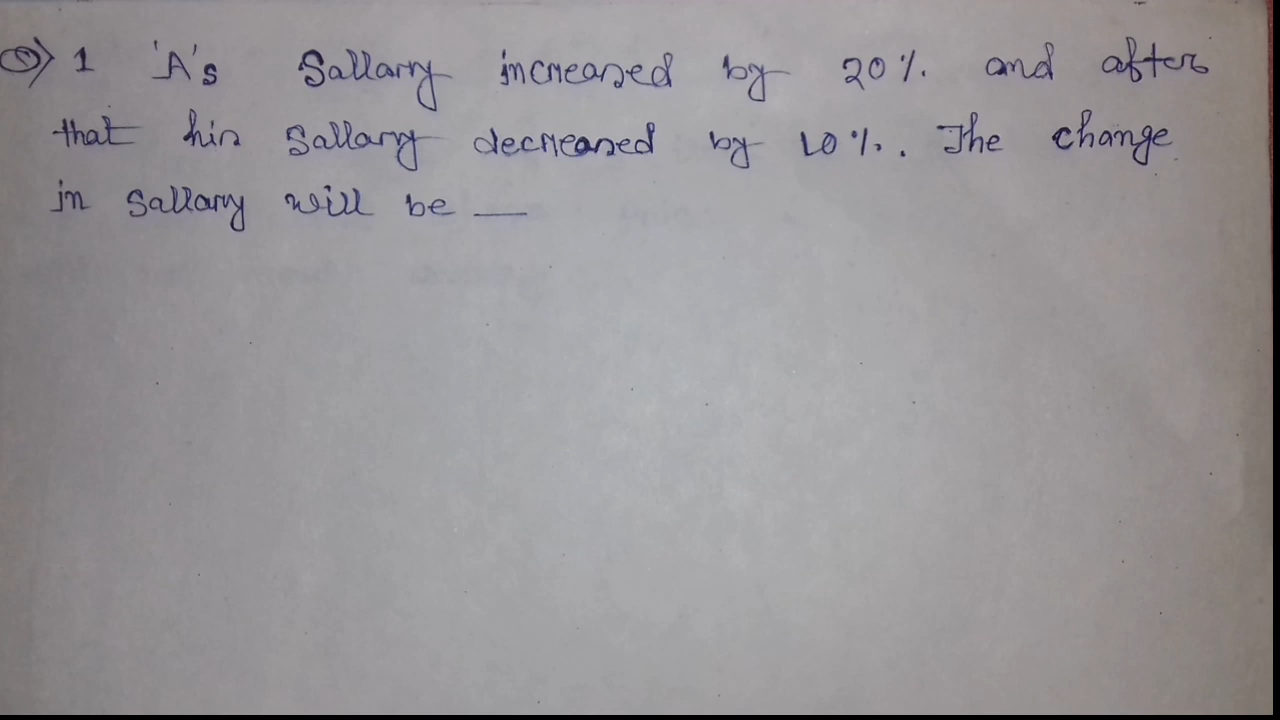 Q> 1 'A's Sallary increased by 20%. and after
that his Sallary decreased by 10%. The change
in Sallary will be —